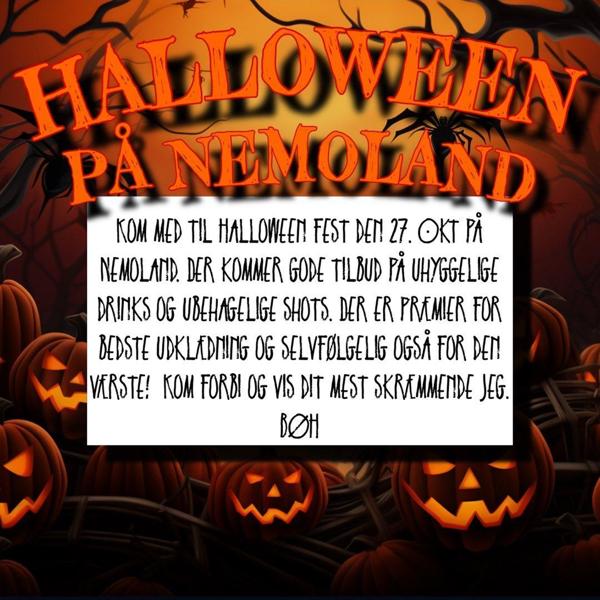 HALLOWEEN
PÅ NEMOLAND
KOM MED TIL HALLOWEEN FEST DEN 27. OKT PÅ
NEMOLAND. DER KOMMER GODE TILBUD PÅ UHYGGELIGE
DRINKS OG UBEHAGELIGE SHOTS. DER ER PRÆMIER FOR
BEDSTE UDKLÆDNING OG SELVFØLGELIG OGSÅ FOR DEN
VÆRSTE! KOM FORBI OG VIS DIT MEST SKRÆMMENDE JEG.
BØH